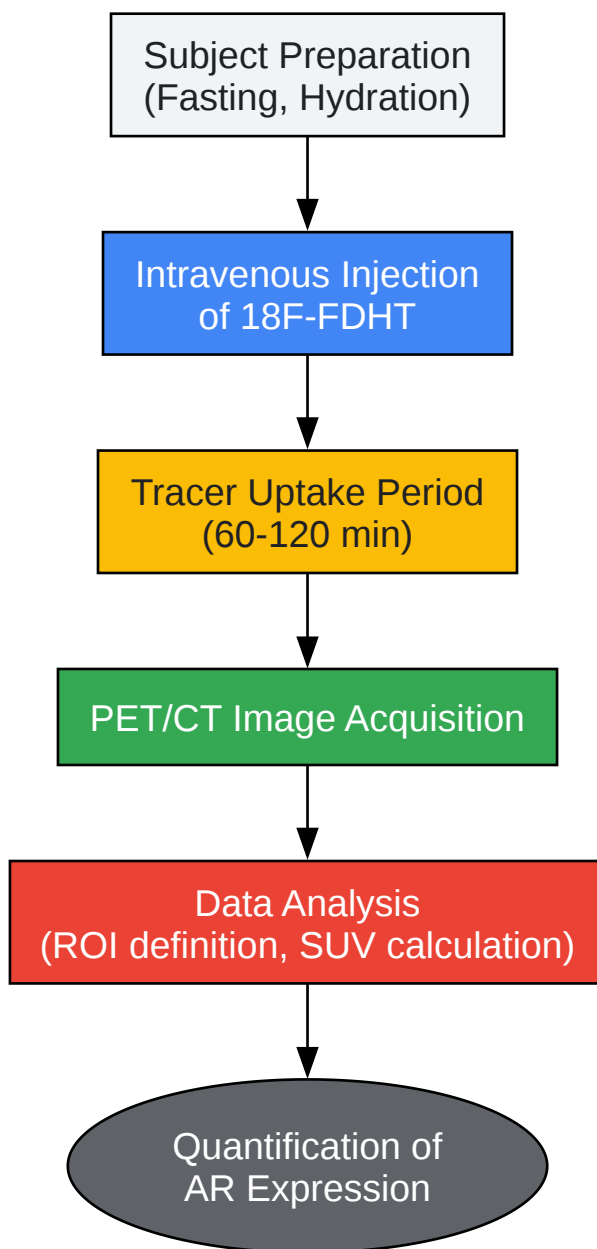 Subject Preparation
(Fasting, Hydration)
Intravenous Injection
of 18F-FDHT
Tracer Uptake Period
(60-120 min)
PET/CT Image Acquisition
Data Analysis
(ROI definition, SUV calculation)
Quantification of
AR Expression